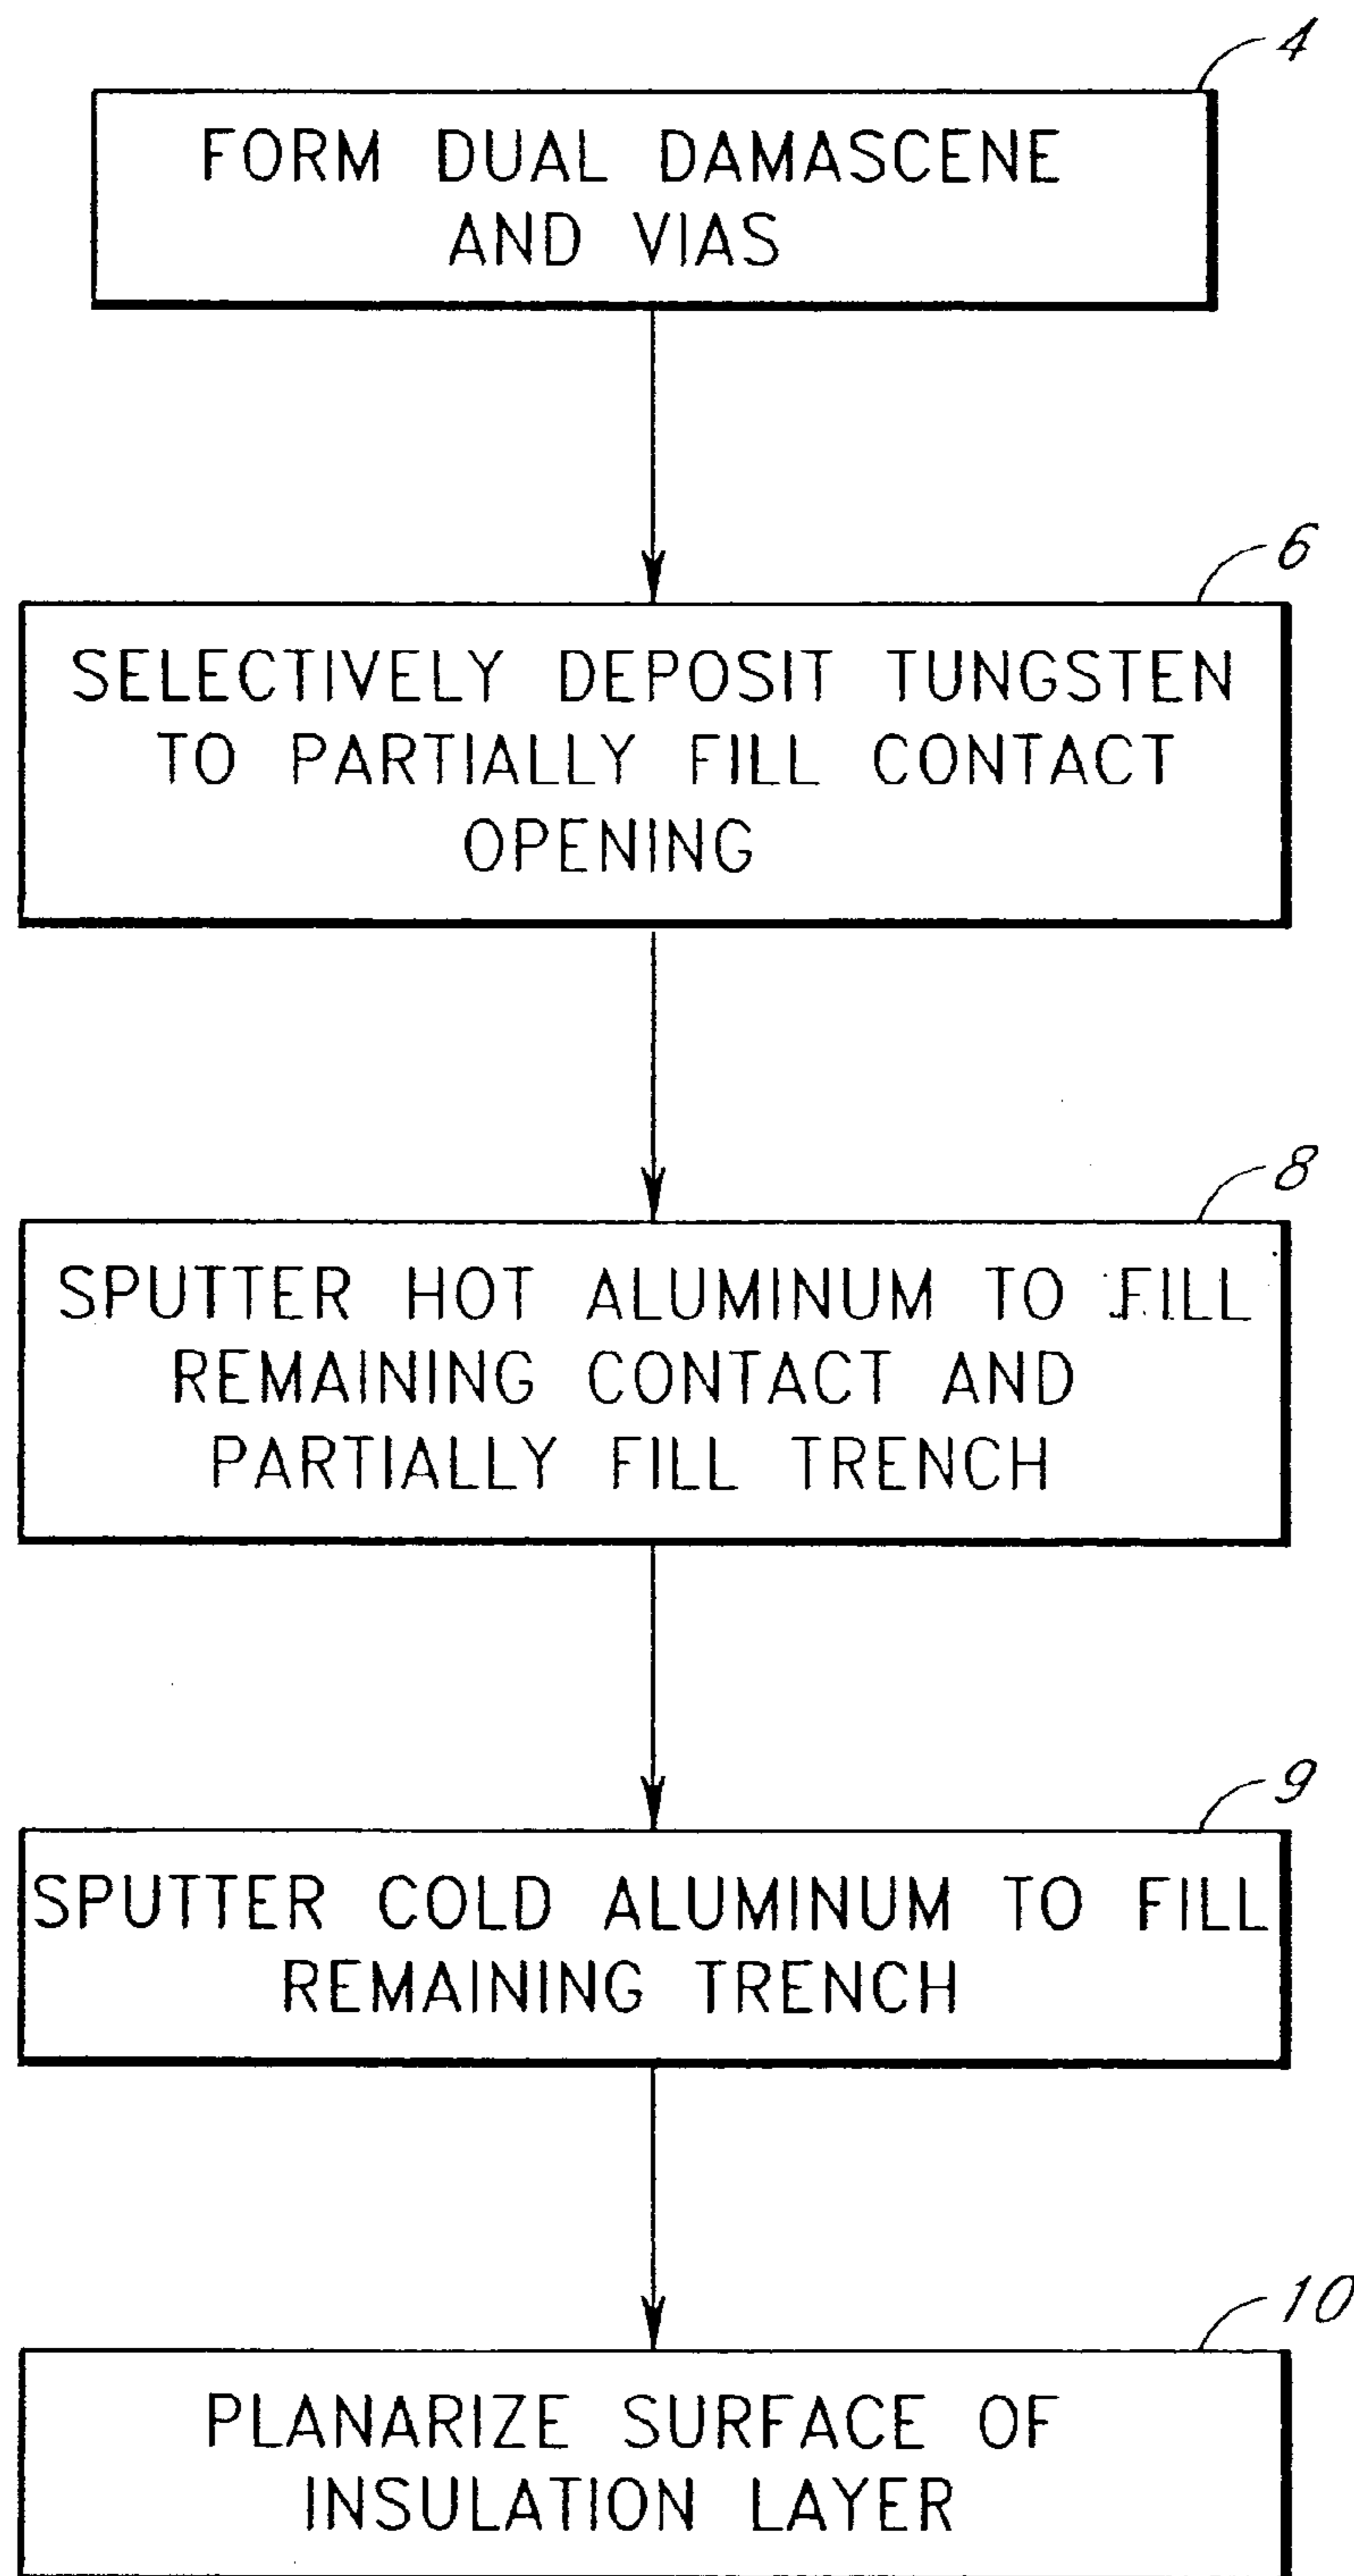 4
FORM DUAL DAMASCENE
AND VIAS
6
SELECTIVELY DEPOSIT TUNGSTEN
TO PARTIALLY FILL CONTACT
OPENING
8
SPUTTER HOT ALUMINUM TO FILL
REMAINING CONTACT AND
PARTIALLY FILL TRENCH
9
SPUTTER COLD ALUMINUM TO FILL
REMAINING TRENCH
10
PLANARIZE SURFACE OF
INSULATION LAYER